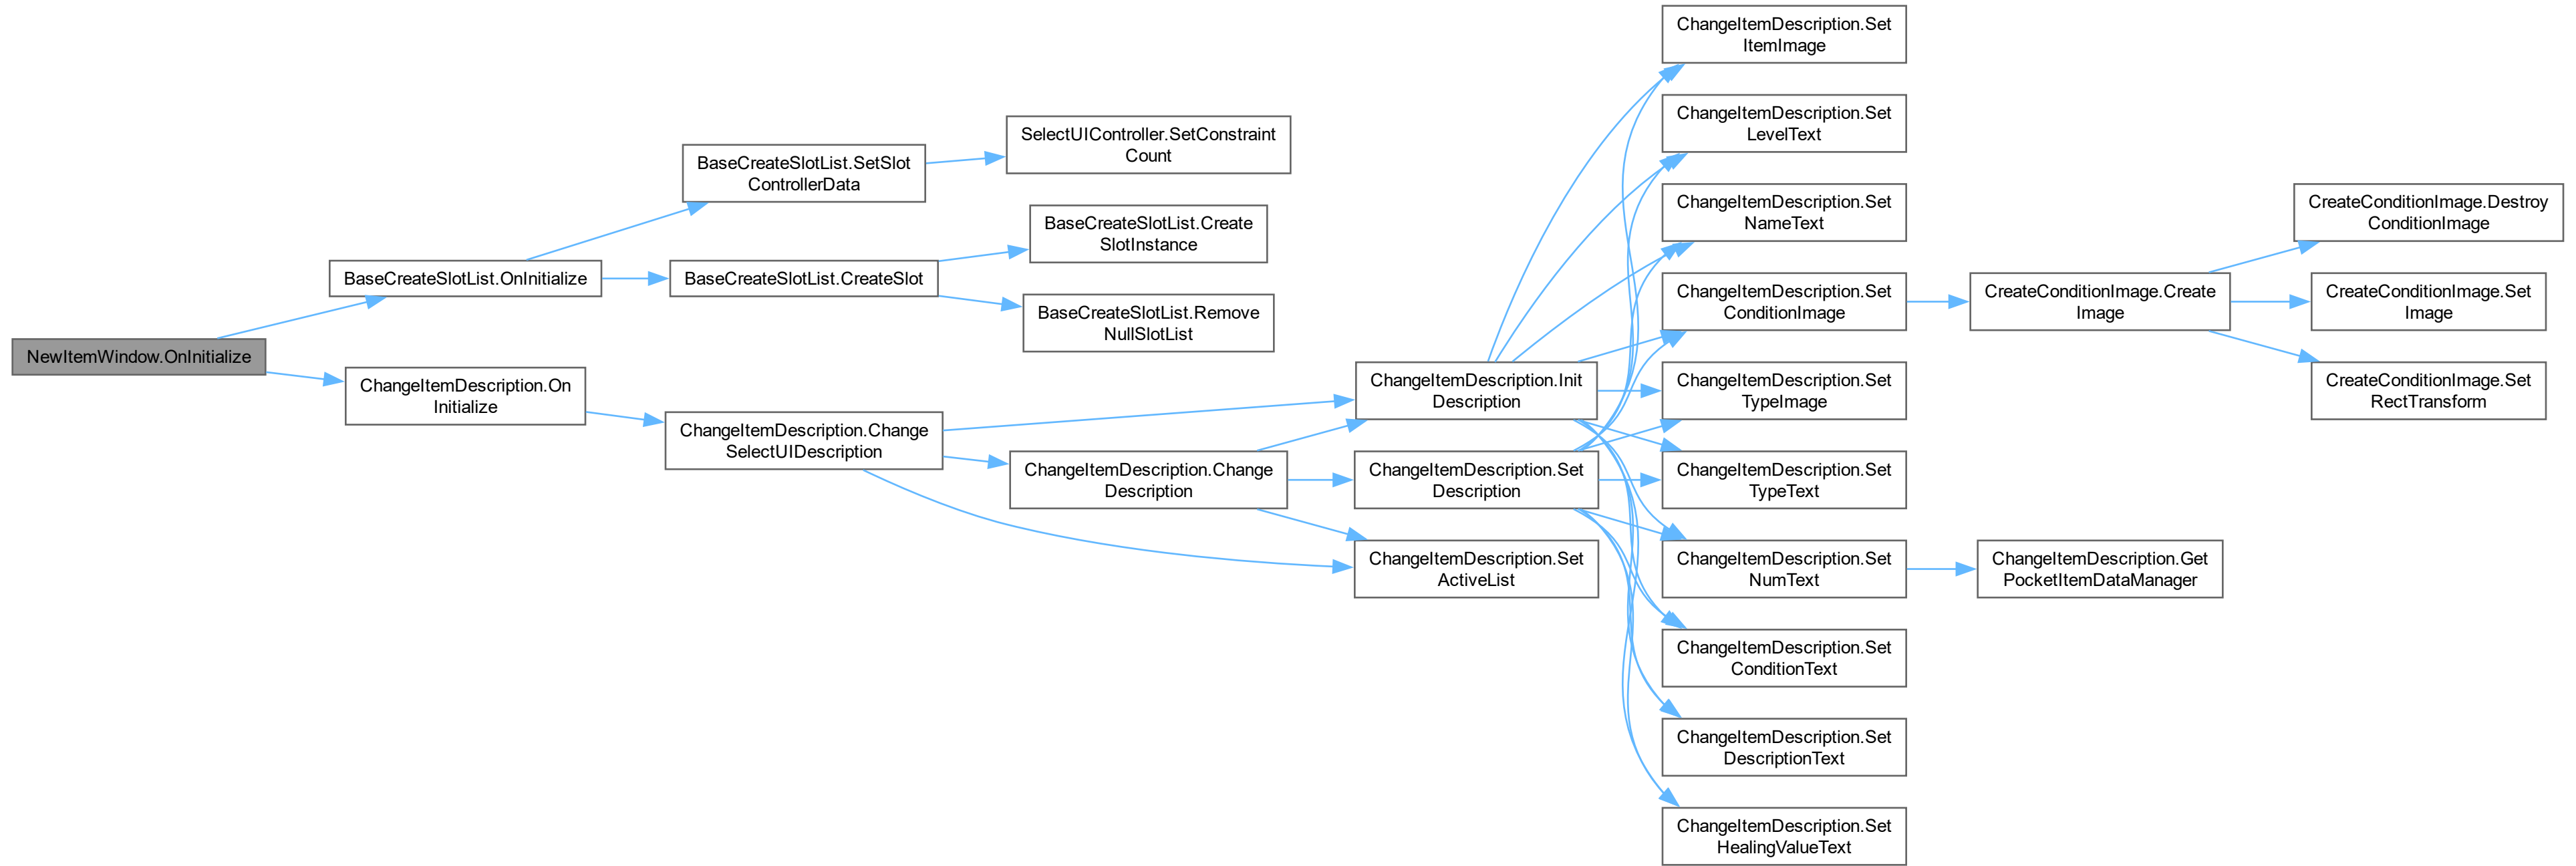 NewItemWindow.OnInitialize
BaseCreateSlotList.OnInitialize
ChangeItemDescription.On
Initialize
BaseCreateSlotList.SetSlot
ControllerData
BaseCreateSlotList.CreateSlot
ChangeItemDescription.Change
SelectUIDescription
SelectUIController.SetConstraint
Count
BaseCreateSlotList.Create
SlotInstance
BaseCreateSlotList.Remove
NullSlotList
ChangeItemDescription.Change
Description
ChangeItemDescription.Init
Description
ChangeItemDescription.Set
Description
ChangeItemDescription.Set
ActiveList
ChangeItemDescription.Set
ItemImage
ChangeItemDescription.Set
LevelText
ChangeItemDescription.Set
NameText
ChangeItemDescription.Set
ConditionImage
ChangeItemDescription.Set
TypeImage
ChangeItemDescription.Set
TypeText
ChangeItemDescription.Set
NumText
ChangeItemDescription.Set
ConditionText
ChangeItemDescription.Set
DescriptionText
ChangeItemDescription.Set
HealingValueText
CreateConditionImage.Create
Image
ChangeItemDescription.Get
PocketItemDataManager
CreateConditionImage.Destroy
ConditionImage
CreateConditionImage.Set
Image
CreateConditionImage.Set
RectTransform